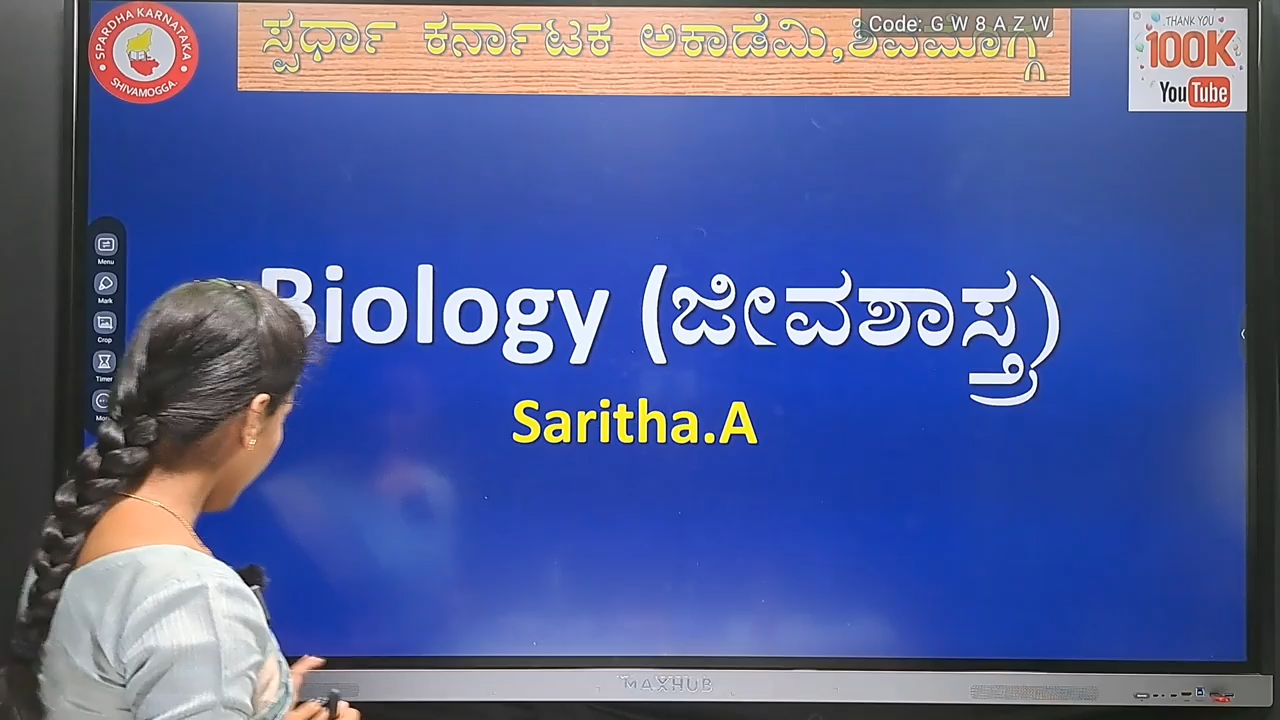 SPARDHA KARNATAKA
SHIVAMOGGA.
ಸ್ಪರ್ಧಾ ಕರ್ನಾಟಕ ಅಕಾಡೆಮಿ,ಶಿವಮೊಗ್ಗ
Code: GW8AZW
THANK YOU
100K
YouTube
Menu
Mark
Crop
Timer
Biology (ಜೀವಶಾಸ್ತ್ರ)
Saritha.A
MAXHUB